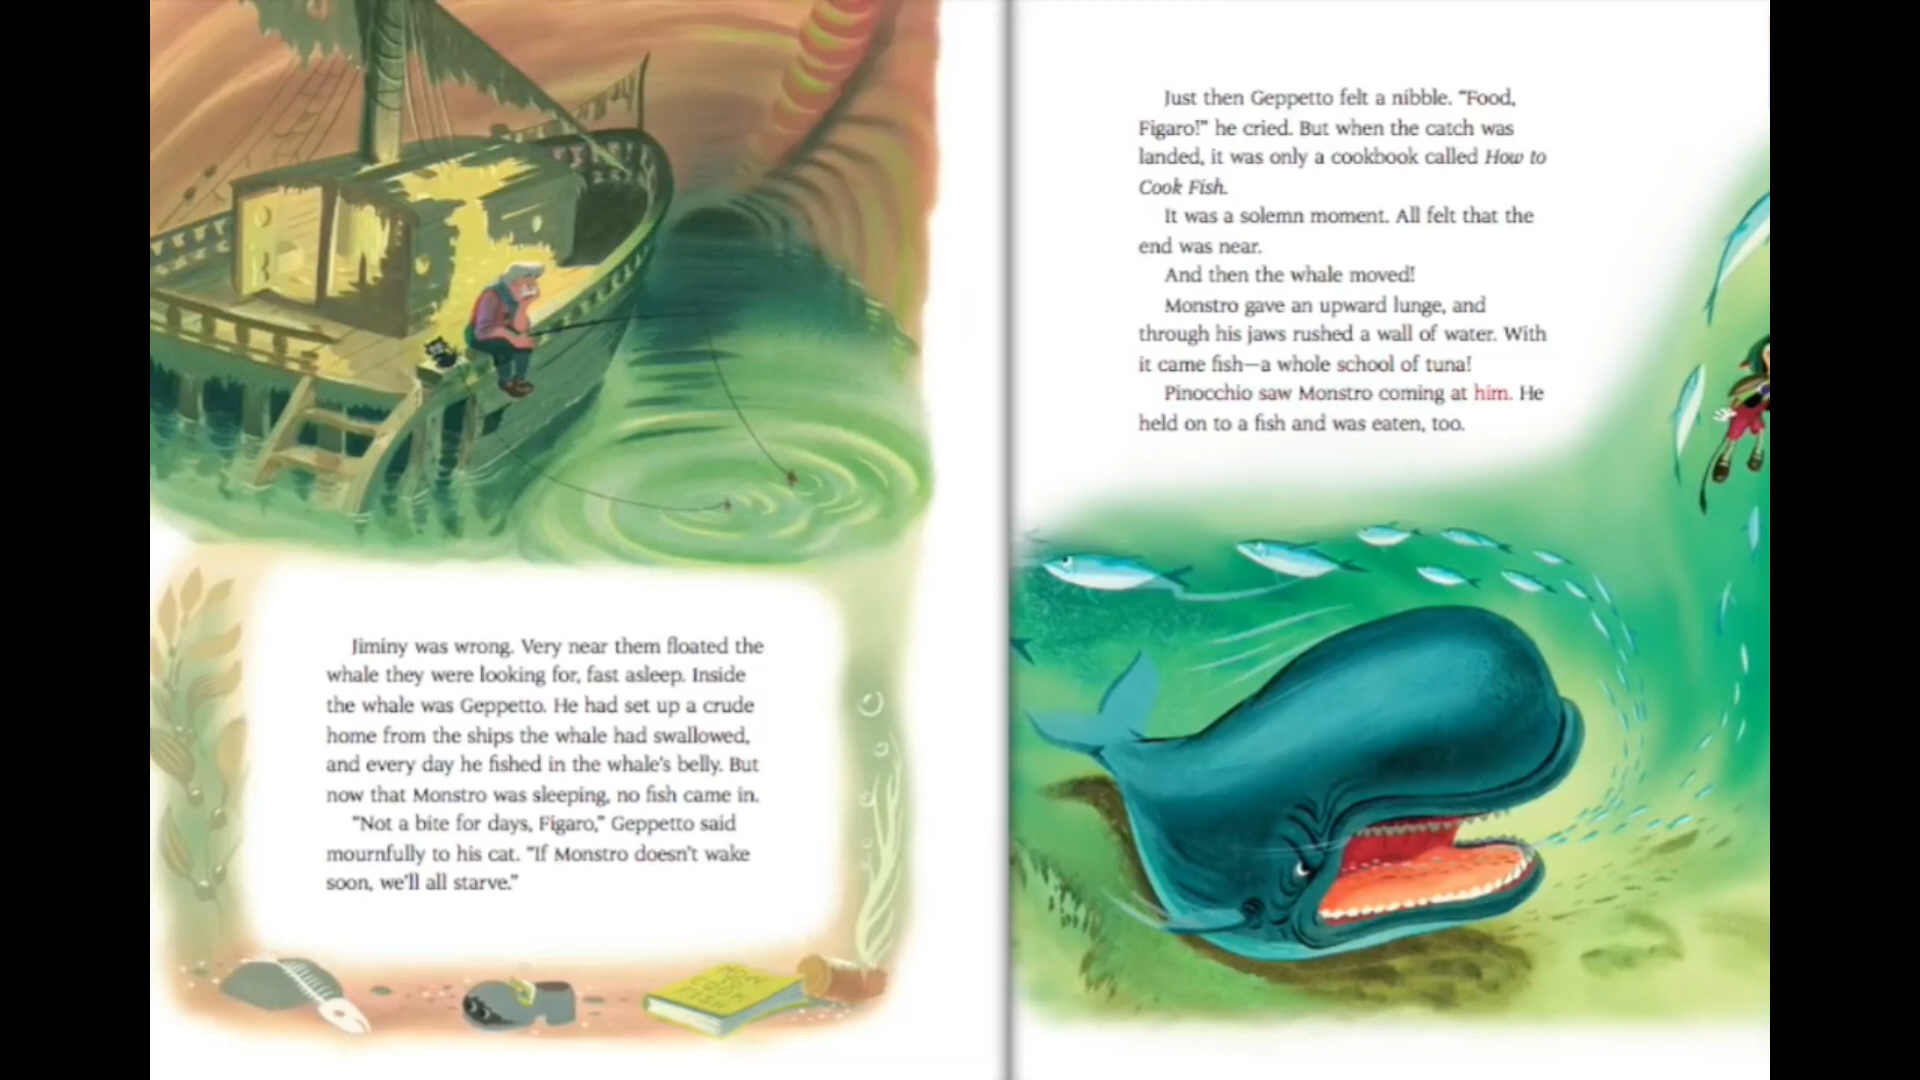 Jiminy was wrong. Very near them floated the
whale they were looking for, fast asleep. Inside
the whale was Geppetto. He had set up a crude
home from the ships the whale had swallowed,
and every day he fished in the whale's belly. But
now that Monstro was sleeping, no fish came in.
"Not a bite for days, Figaro," Geppetto said
mournfully to his cat. "If Monstro doesn't wake
soon, we'll all starve."
HOW
TO
COOK
FISH
Just then Geppetto felt a nibble. "Food,
Figaro!" he cried. But when the catch was
landed, it was only a cookbook called How to
Cook Fish.
It was a solemn moment. All felt that the
end was near.
And then the whale moved!
Monstro gave an upward lunge, and
through his jaws rushed a wall of water. With
it came fish—a whole school of tuna!
Pinocchio saw Monstro coming at him. He
held on to a fish and was eaten, too.